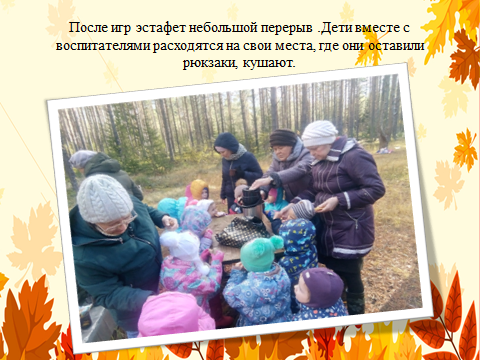 После игр эстафет небольшой перерыв .Дети вместе с
воспитателями расходятся на свои места, где они оставили
рюкзаки, кушают.